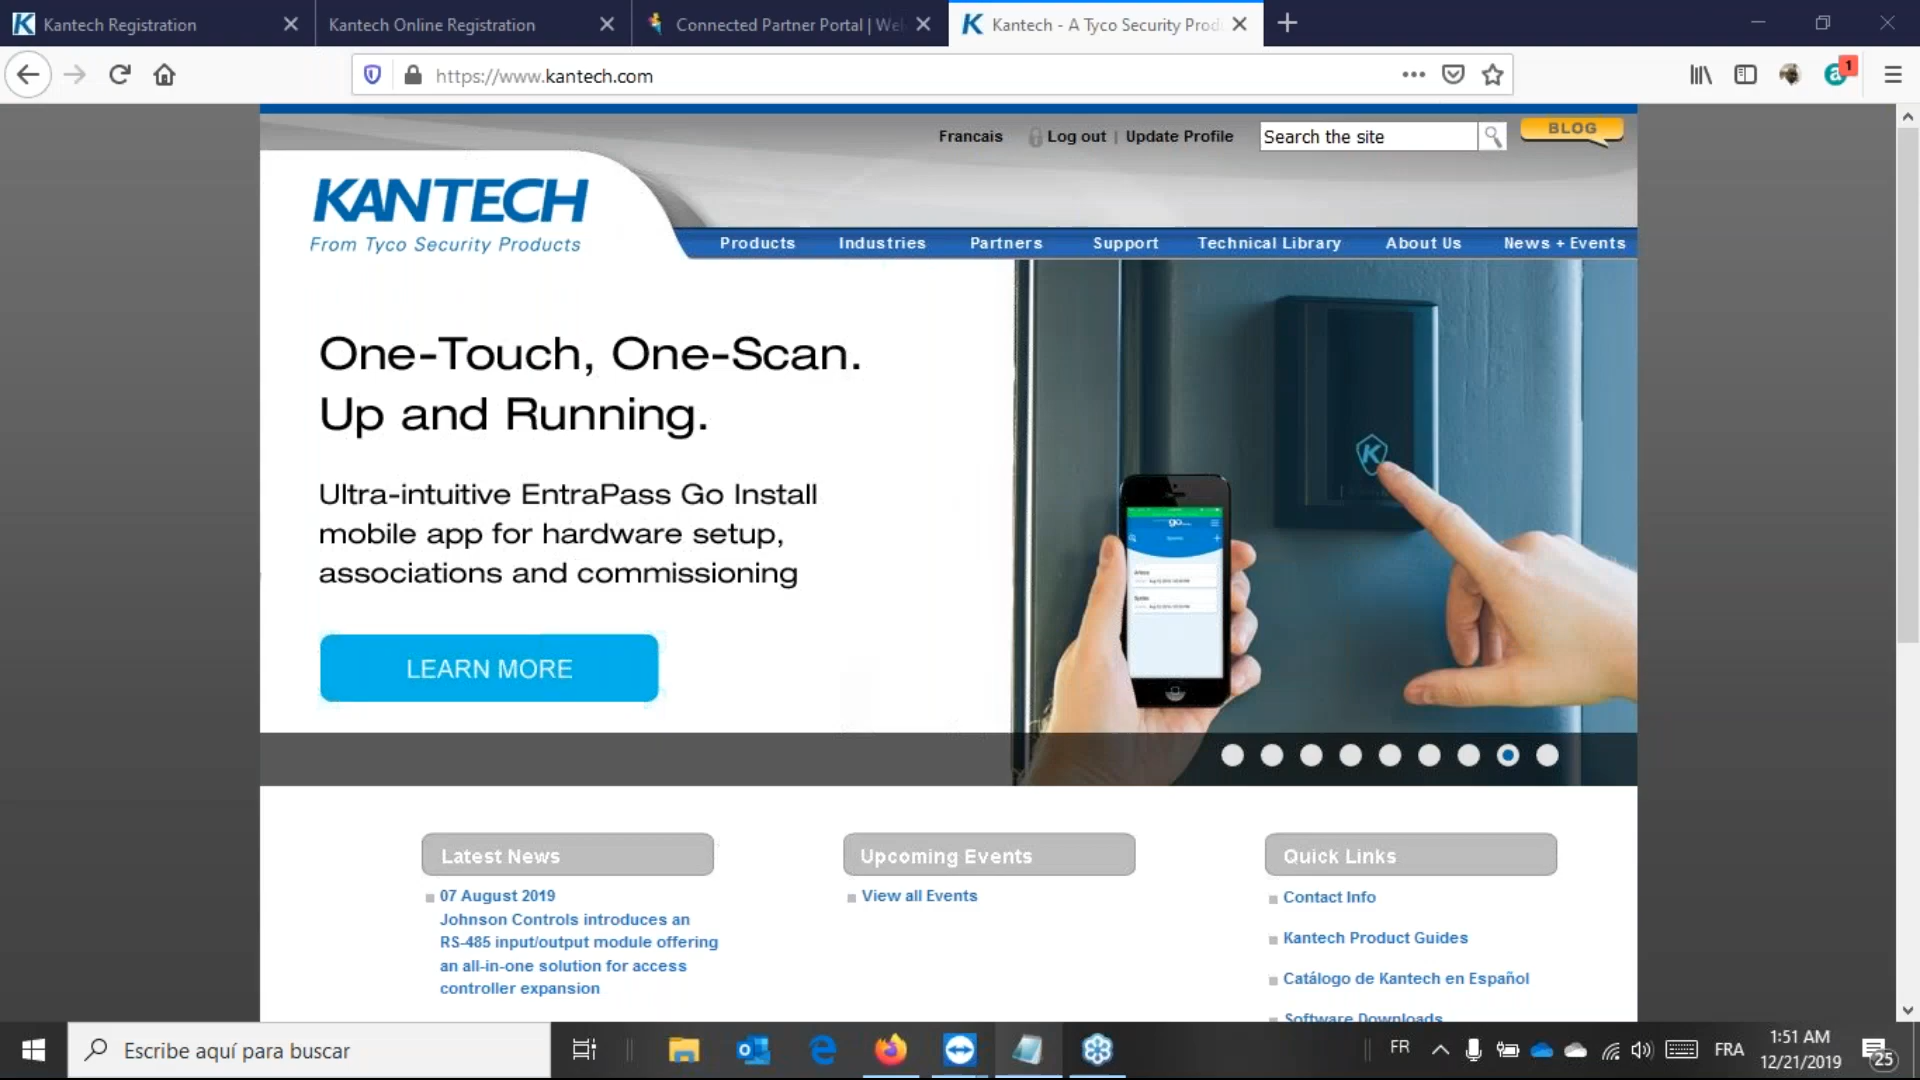 Kantech Registration
Kantech Online Registration
Connected Partner Portal | Wel
Kantech - A Tyco Security Prod
https://www.kantech.com
1
Francais
Log out | Update Profile
Search the site
BLOG
KANTECH
From Tyco Security Products
Products
Industries
Partners
Support
Technical Library
About Us
News + Events
One-Touch, One-Scan.
Up and Running.
Ultra-intuitive EntraPass Go Install
mobile app for hardware setup,
associations and commissioning
LEARN MORE
go
K
Latest News
07 August 2019
Johnson Controls introduces an
RS-485 input/output module offering
an all-in-one solution for access
controller expansion
Upcoming Events
View all Events
Quick Links
Contact Info
Kantech Product Guides
Catálogo de Kantech en Español
Software Downloads
Escribe aquí para buscar
FR
FRA
1:51 AM
12/21/2019
25